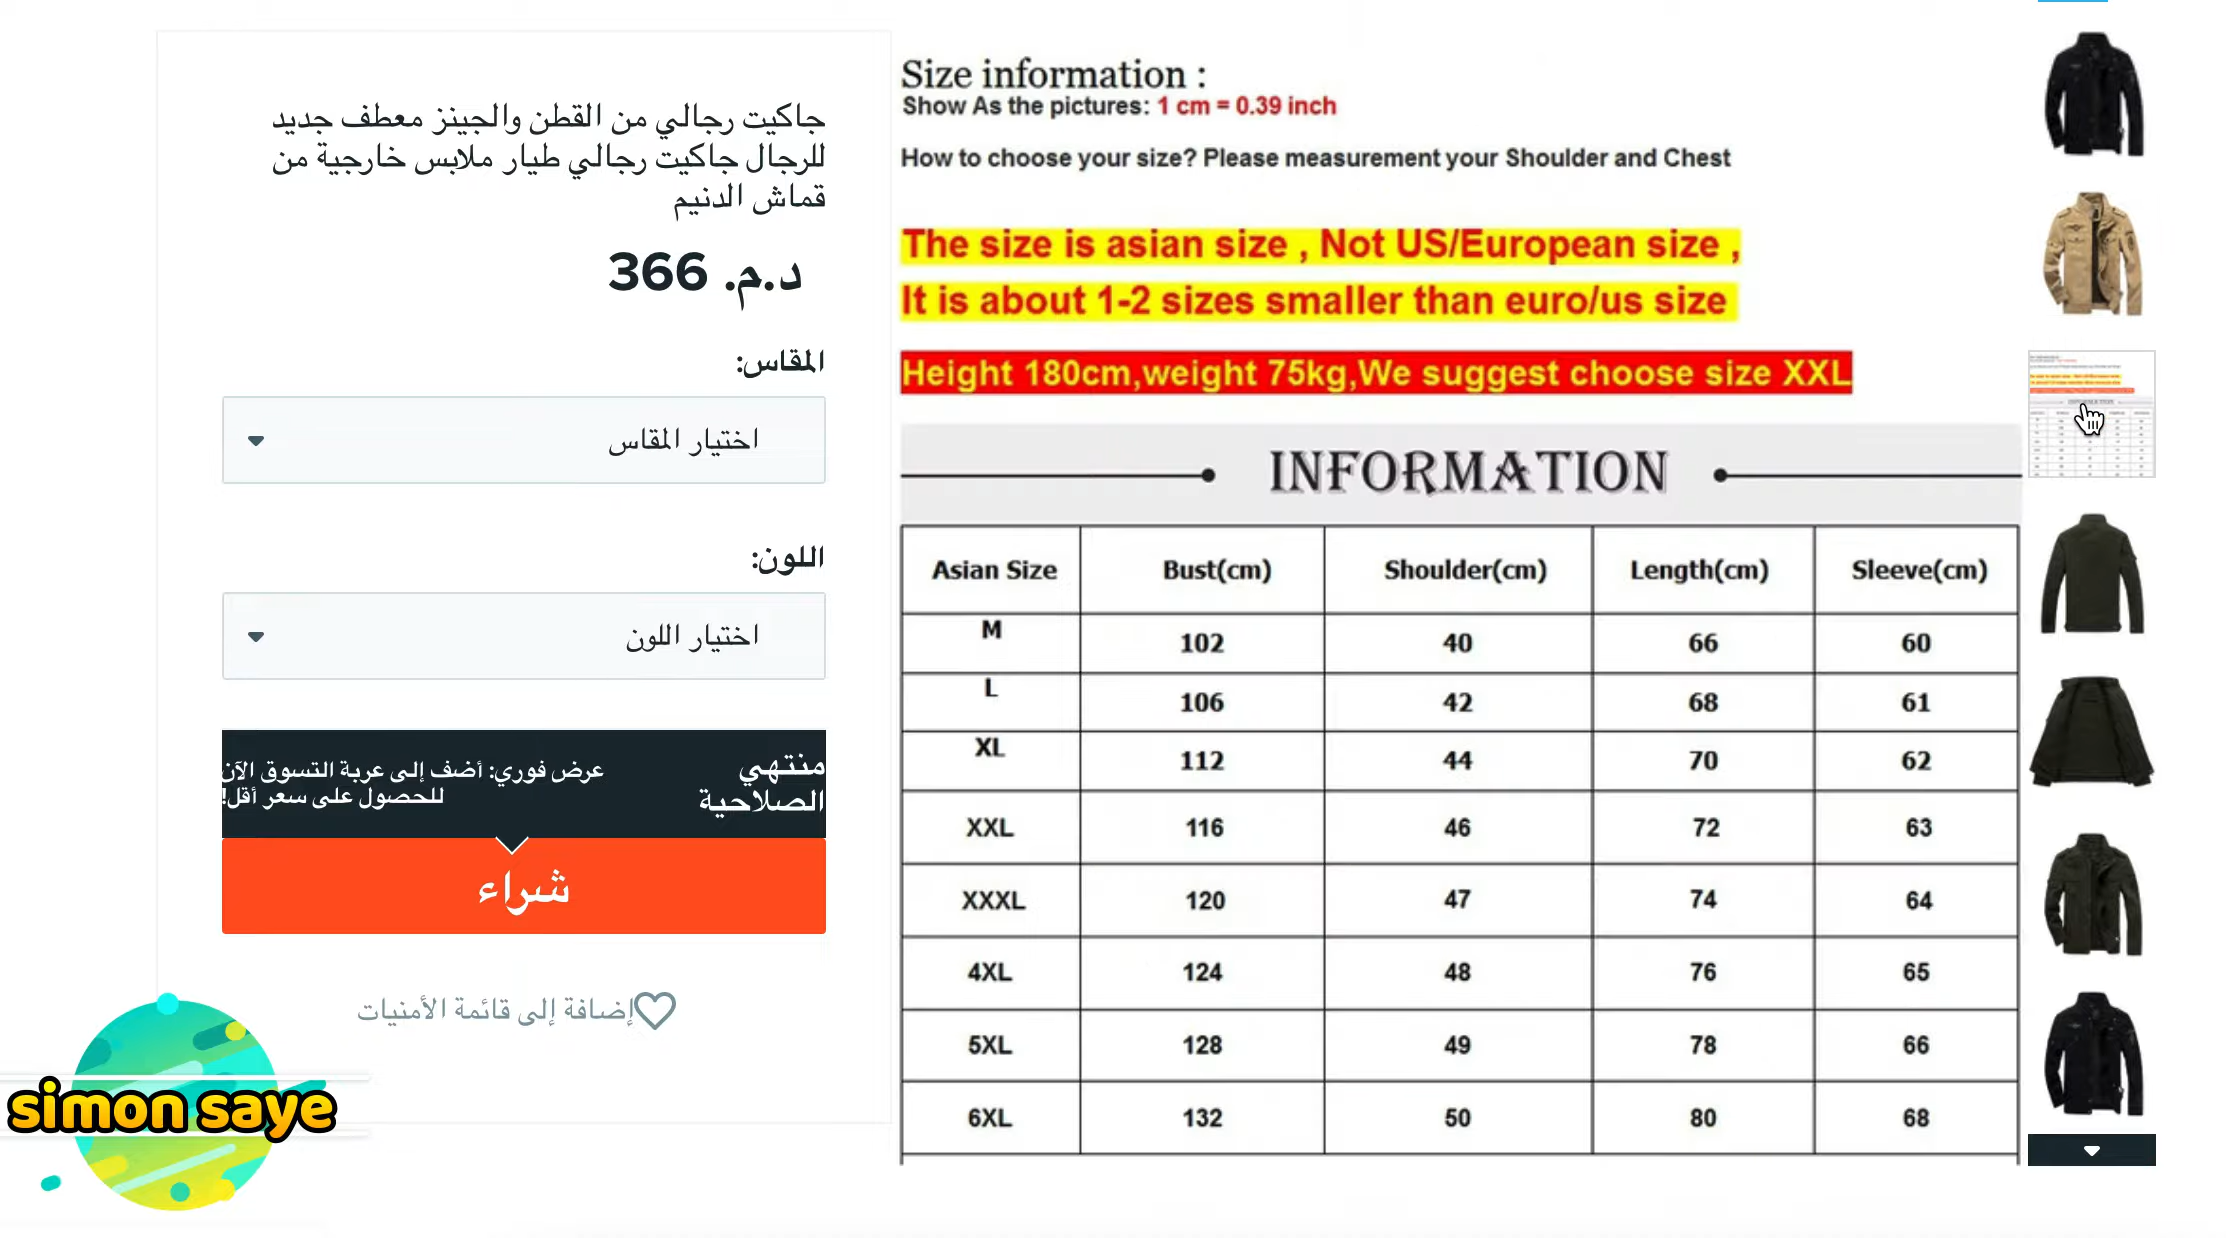 جاكيت رجالي من القطن والجينز معطف جديد
للرجال جاكيت رجالي طيار ملابس خارجية من
قماش الدنيم
د.م. 366
المقاس:
اختيار المقاس
اللون:
اختيار اللون
منتهي
الصلاحية
عرض فوري: أضف إلى عربة التسوق الآن
للحصول على سعر أقل!
شراء
إضافة إلى قائمة الأمنيات
simon saye
Size information :
Show As the pictures: 1 cm = 0.39 inch
How to choose your size? Please measurement your Shoulder and Chest
The size is asian size , Not US/European size ,
It is about 1-2 sizes smaller than euro/us size
Height 180cm,weight 75kg,We suggest choose size XXL
INFORMATION
Asian Size Bust(cm) Shoulder(cm) Length(cm) Sleeve(cm)
M 102 40 66 60
L 106 42 68 61
XL 112 44 70 62
XXL 116 46 72 63
XXXL 120 47 74 64
4XL 124 48 76 65
5XL 128 49 78 66
6XL 132 50 80 68